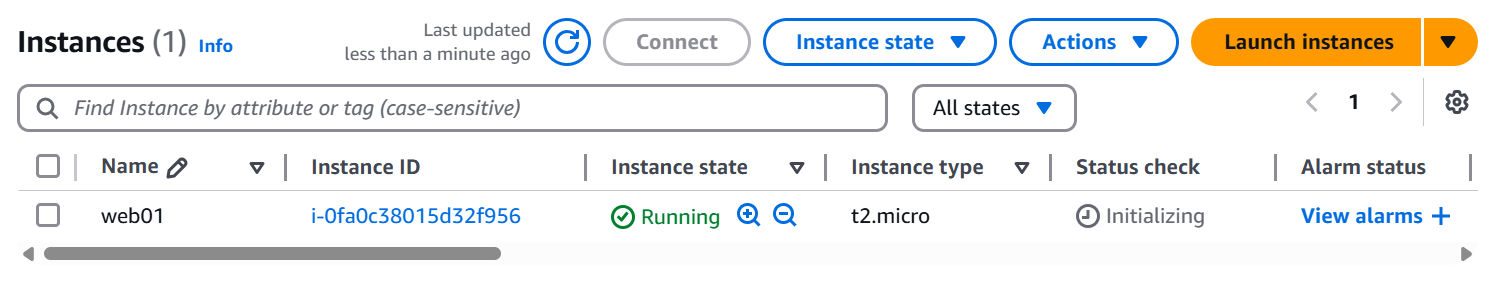 Instances (1) Info
Last updated
less than a minute ago
Connect
Instance state
Actions
Launch instances
Find Instance by attribute or tag (case-sensitive)
All states
1
Name Instance ID Instance state Instance type Status check Alarm status
web01 i-0fa0c38015d32f956 Running t2.micro Initializing View alarms +